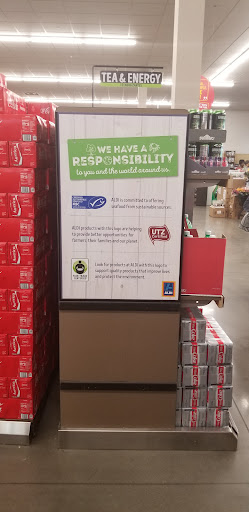 TEA & ENERGY
WE HAVE A
RESPONSIBILITY
to you and the world around us.
ALDI is committed to offering
seafood from sustainable sources.
ALDI products with this logo are helping
to provide better opportunities for
farmers, their families and our planet.
UTZ
Look for products at ALDI with this logo to
support quality products that improve lives
and protect the environment.
ALDI